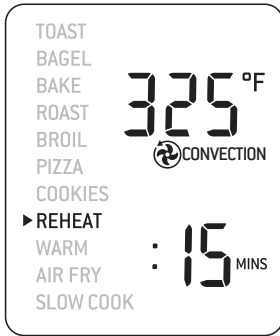 TOAST
BAGEL
BAKE
ROAST
BROIL
PIZZA
COOKIES
REHEAT
WARM
AIR FRY
SLOW COOK
325°F
CONVECTION
:15 MINS